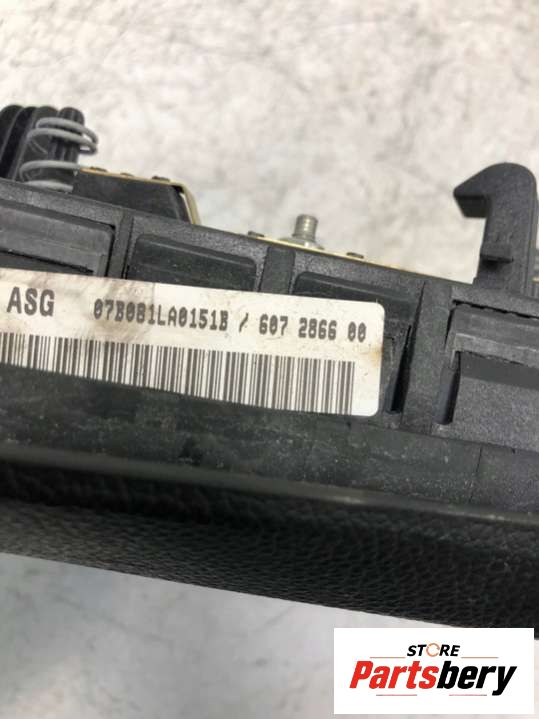 ASG 07B081LA0151B / 607 2866 00
STORE
Partsbery